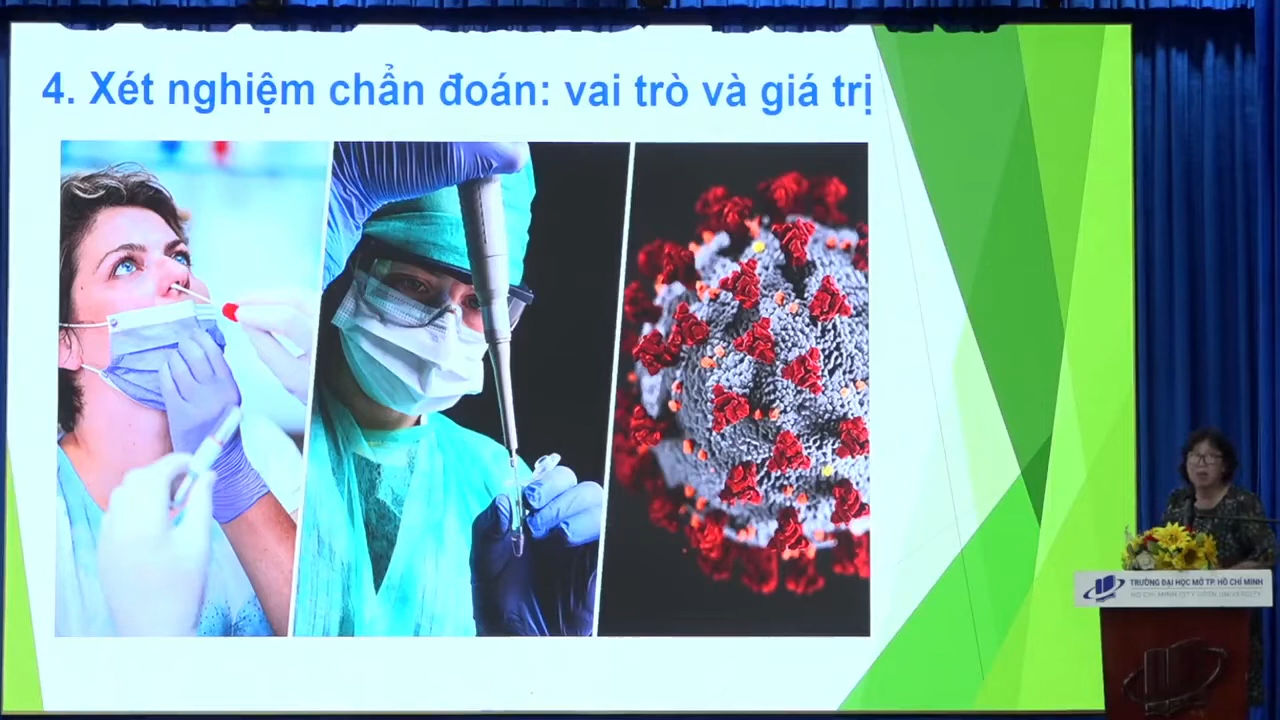 4. Xét nghiệm chẩn đoán: vai trò và giá trị
TRƯỜNG ĐẠI HỌC MỞ TP. HỒ CHÍ MINH
HO CHI MINH CITY OPEN UNIVERSITY